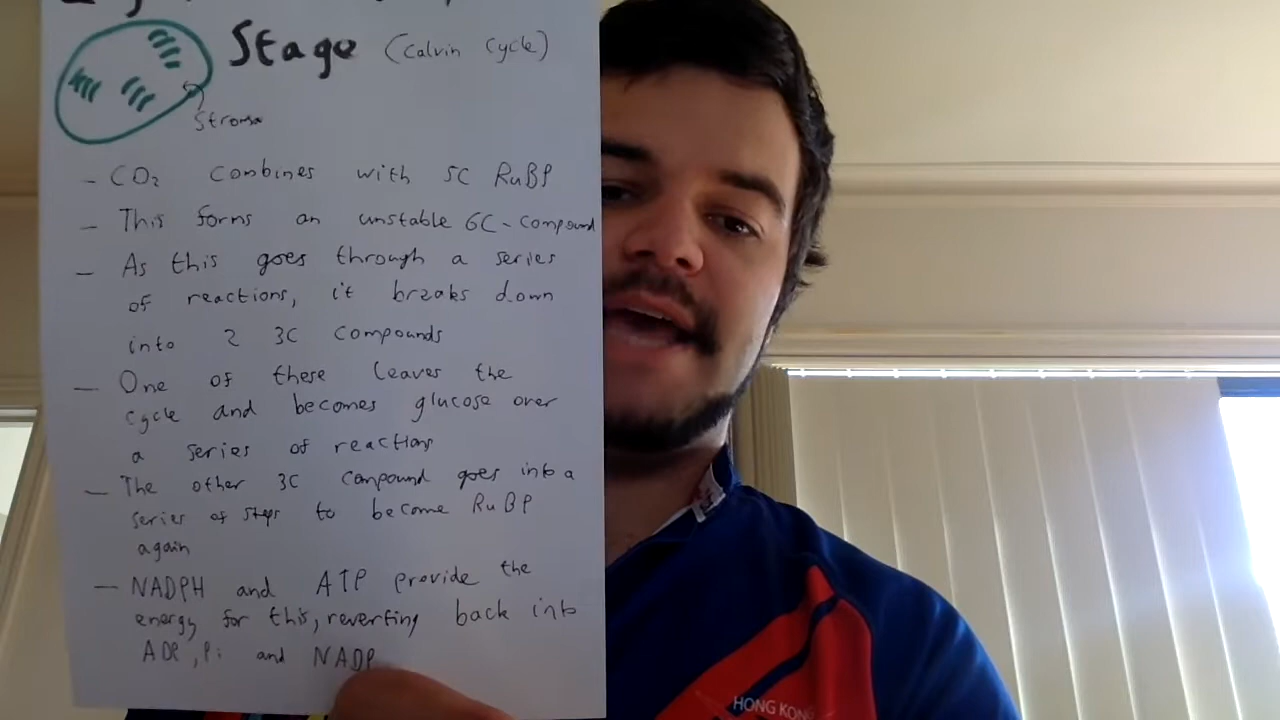 Stage (Calvin Cycle)
Stroma
- CO₂ combines with 5C RuBP
- This forms an unstable 6C-compound
- As this goes through a series
of reactions, it breaks down
into 2 3C compounds
- One of these leaves the
cycle and becomes glucose over
a series of reactions
- The other 3C compound goes into a
series of steps to become RuBP
again
- NADPH and ATP provide the
energy for this, reverting back into
ADP, Pi and NADP
HONG KONG